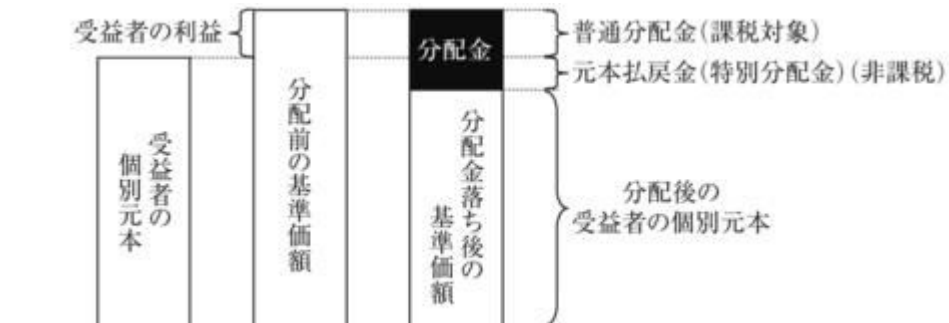 受益者の利益
分配金
普通分配金(課税対象)
元本払戻金(特別分配金)(非課税)
受益者の
個別元本
分配前の基準価額
分配金落ち後の
基準価額
分配後の
受益者の個別元本